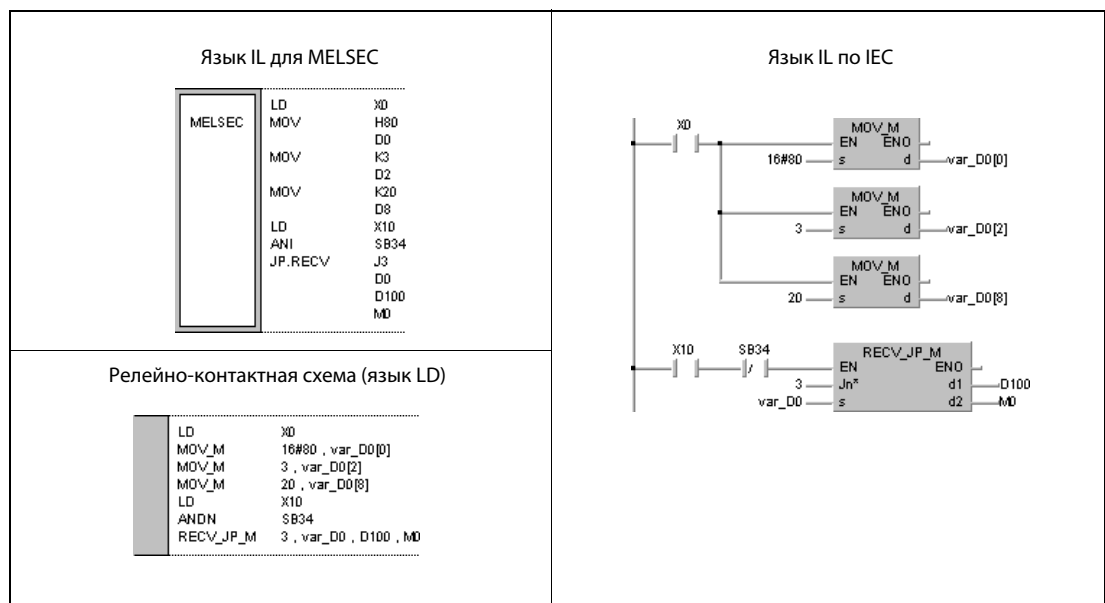 Язык IL для MELSEC
MELSEC
LD X0
MOV H80
D0
MOV K3
D2
MOV K20
D8
LD X10
ANI SB34
JP.RECV J3
D0
D100
M0
Релейно-контактная схема (язык LD)
LD X0
MOV_M 16#80 , var_D0[0]
MOV_M 3 , var_D0[2]
MOV_M 20 , var_D0[8]
LD X10
ANDN SB34
RECV_JP_M 3 , var_D0 , D100 , M0
Язык IL по IEC
X0
MOV_M
EN ENO
16#80 s d var_D0[0]
MOV_M
EN ENO
3 s d var_D0[2]
MOV_M
EN ENO
20 s d var_D0[8]
X10 SB34
RECV_JP_M
EN ENO
3 Jn* d1 D100
var_D0 s d2 M0